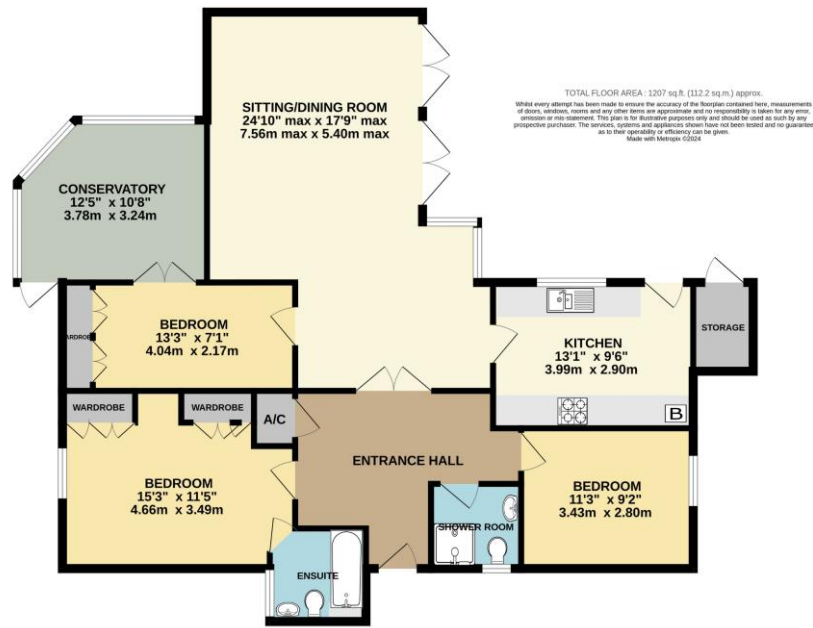 SITTING/DINING ROOM
24'10" max x 17'9" max
7.56m max x 5.40m max
TOTAL FLOOR AREA : 1207 sq.ft. (112.2 sq.m.) approx.
Whilst every attempt has been made to ensure the accuracy of the floorplan contained here, measurements
of doors, windows, rooms and any other items are approximate and no responsibility is taken for any error,
omission or mis-statement. This plan is for illustrative purposes only and should be used as such by any
prospective purchaser. The services, systems and appliances shown have not been tested and no guarantee
as to their operability or efficiency can be given.
Made with Metropix ©2024
CONSERVATORY
12'5" x 10'8"
3.78m x 3.24m
BEDROOM
13'3" x 7'1"
4.04m x 2.17m
KITCHEN
13'1" x 9'6"
3.99m x 2.90m
STORAGE
B
WARDROBE
WARDROBE
A/C
ENTRANCE HALL
BEDROOM
15'3" x 11'5"
4.66m x 3.49m
BEDROOM
11'3" x 9'2"
3.43m x 2.80m
SHOWER ROOM
ENSUITE